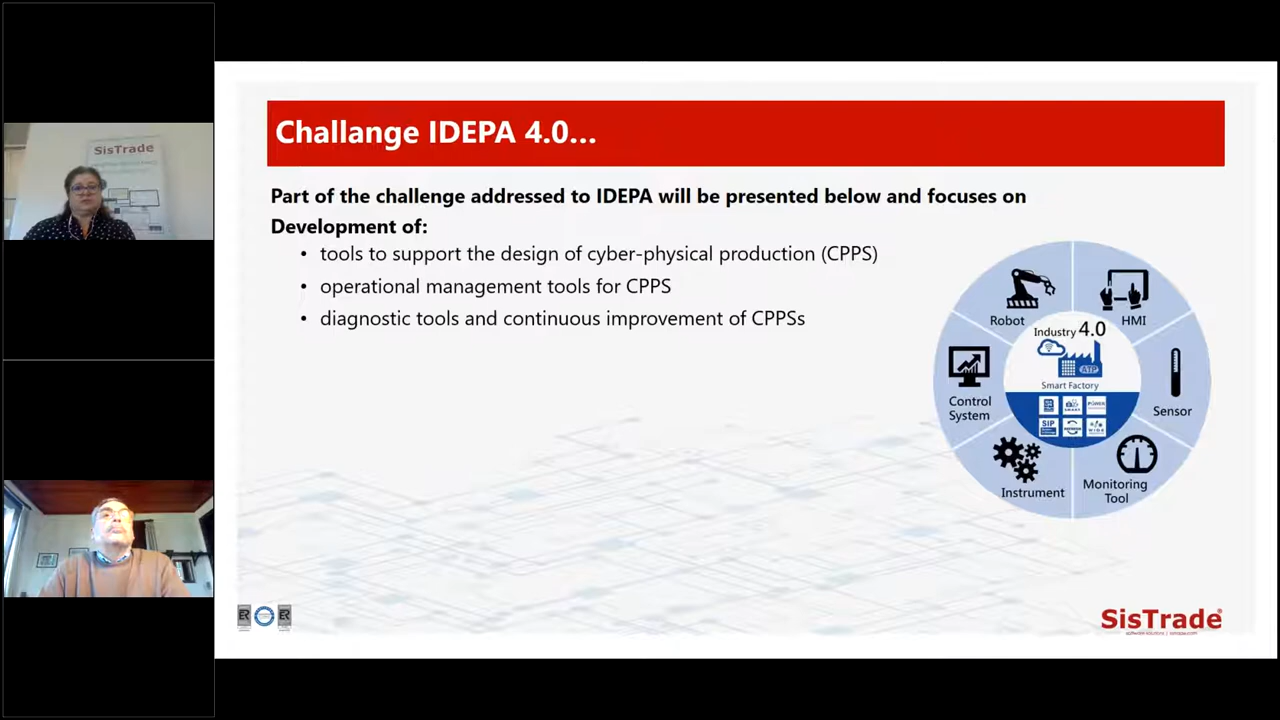 SisTrade
Challange IDEPA 4.0...
Part of the challenge addressed to IDEPA will be presented below and focuses on
Development of:
• tools to support the design of cyber-physical production (CPPS)
• operational management tools for CPPS
• diagnostic tools and continuous improvement of CPPSs
Robot
HMI
Industry 4.0
ATP
Smart Factory
Control
System
Sensor
SIP
Instrument
Monitoring
Tool
SisTrade